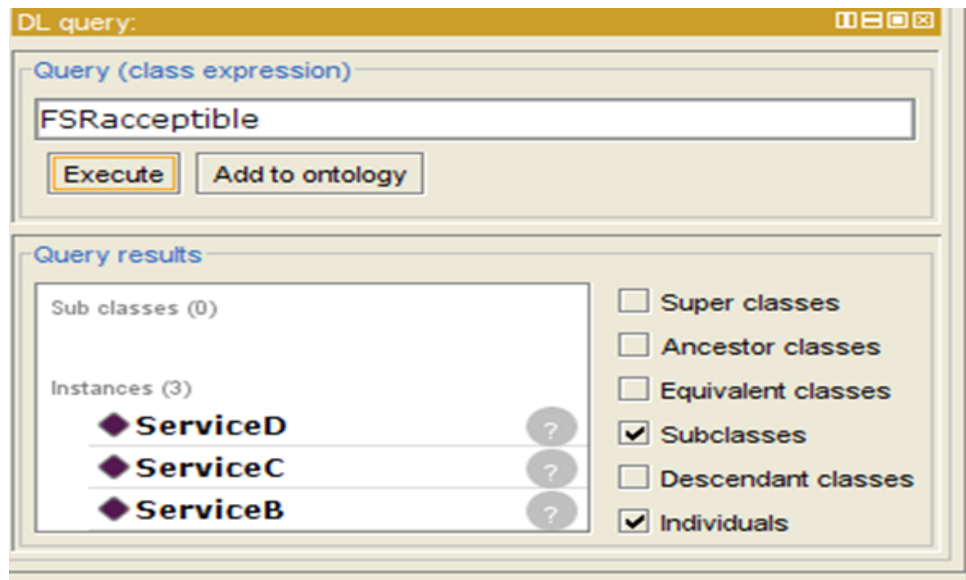 DL query:
Query (class expression)
FSRacceptible
Execute Add to ontology
Query results
Sub classes (0)
Instances (3)
ServiceD ?
ServiceC ?
ServiceB ?
Super classes
Ancestor classes
Equivalent classes
Subclasses
Descendant classes
Individuals